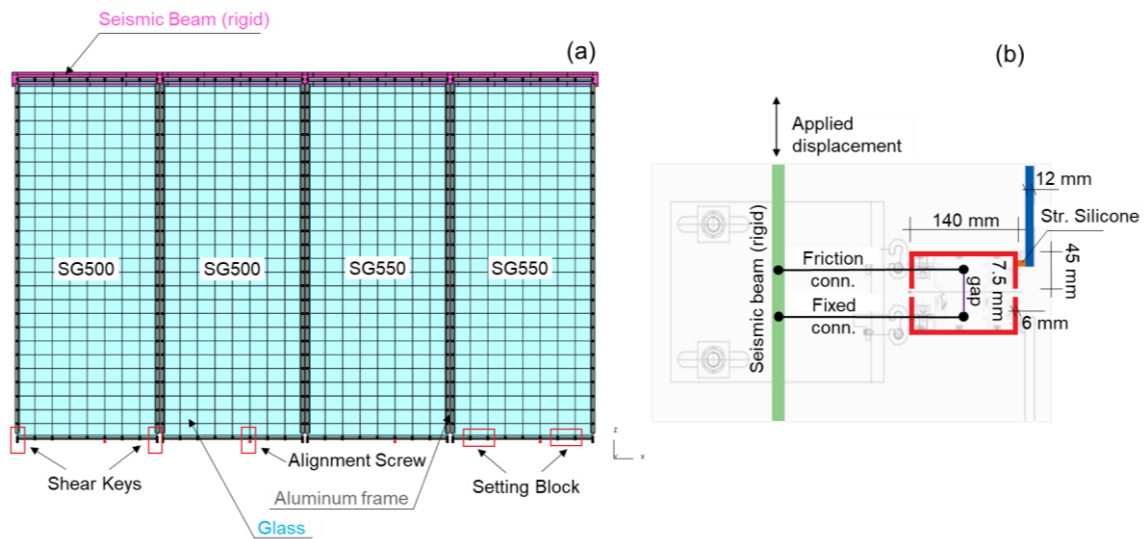 Seismic Beam (rigid)
(a)
SG500
SG500
SG550
SG550
Shear Keys
Alignment Screw
Setting Block
Aluminum frame
Glass
z
x
(b)
Applied
displacement
12 mm
140 mm
Str. Silicone
Seismic beam (rigid)
Friction
conn.
Fixed
conn.
gap
7.5 mm
45 mm
6 mm